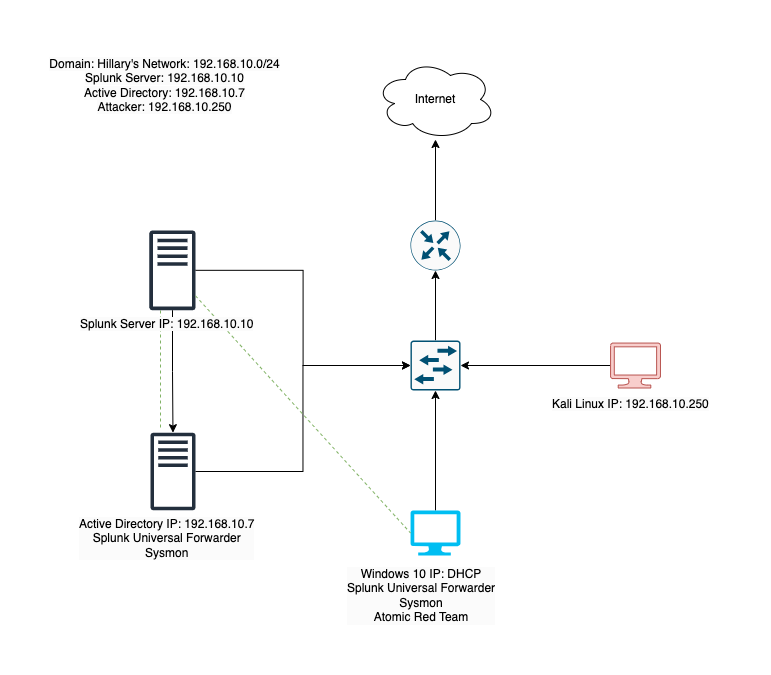 Domain: Hillary's Network: 192.168.10.0/24
Splunk Server: 192.168.10.10
Active Directory: 192.168.10.7
Attacker: 192.168.10.250
Internet
Splunk Server IP: 192.168.10.10
Kali Linux IP: 192.168.10.250
Active Directory IP: 192.168.10.7
Splunk Universal Forwarder
Sysmon
Windows 10 IP: DHCP
Splunk Universal Forwarder
Sysmon
Atomic Red Team